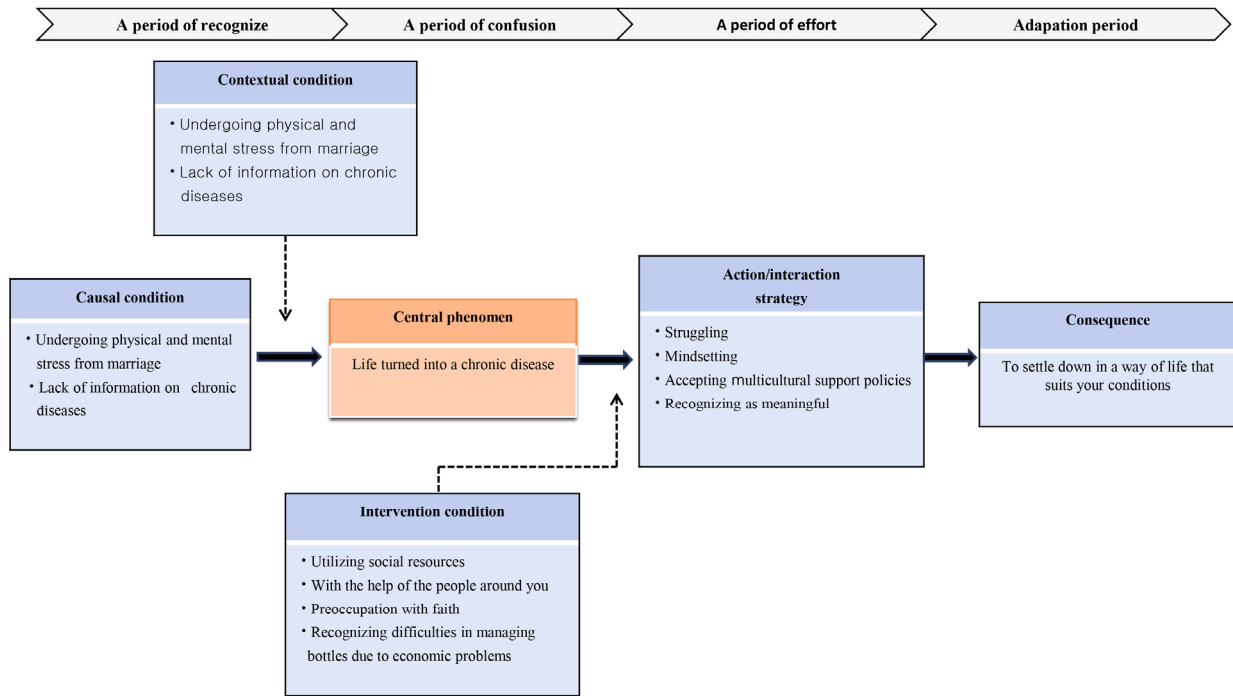 A period of recognize
A period of confusion
A period of effort
Adapation period
Contextual condition
• Undergoing physical and
mental stress from marriage
• Lack of information on chronic
diseases
Causal condition
• Undergoing physical and mental
stress from marriage
• Lack of information on chronic
diseases
Central phenomen
Life turned into a chronic disease
Action/interaction
strategy
• Struggling
• Mindsetting
• Accepting multicultural support policies
• Recognizing as meaningful
Consequence
To settle down in a way of life that
suits your conditions
Intervention condition
• Utilizing social resources
• With the help of the people around you
• Preoccupation with faith
• Recognizing difficulties in managing
bottles due to economic problems